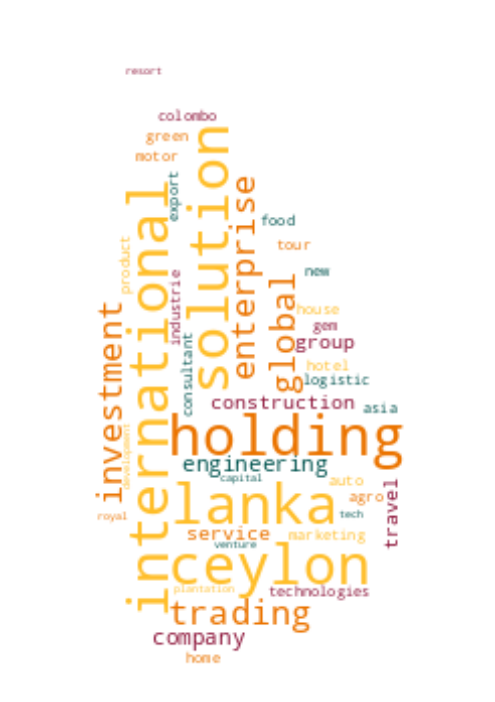 resort
colombo
green
motor
solution
export
international
enterprise
food
product
tour
industrie
new
global
investment
house
gem
consultant
group
hotel
logistic
construction
asia
holding
development
engineering
capital
auto
lanka
agro
travel
royal
tech
service
marketing
venture
ceylon
plantation
technologies
trading
company
home